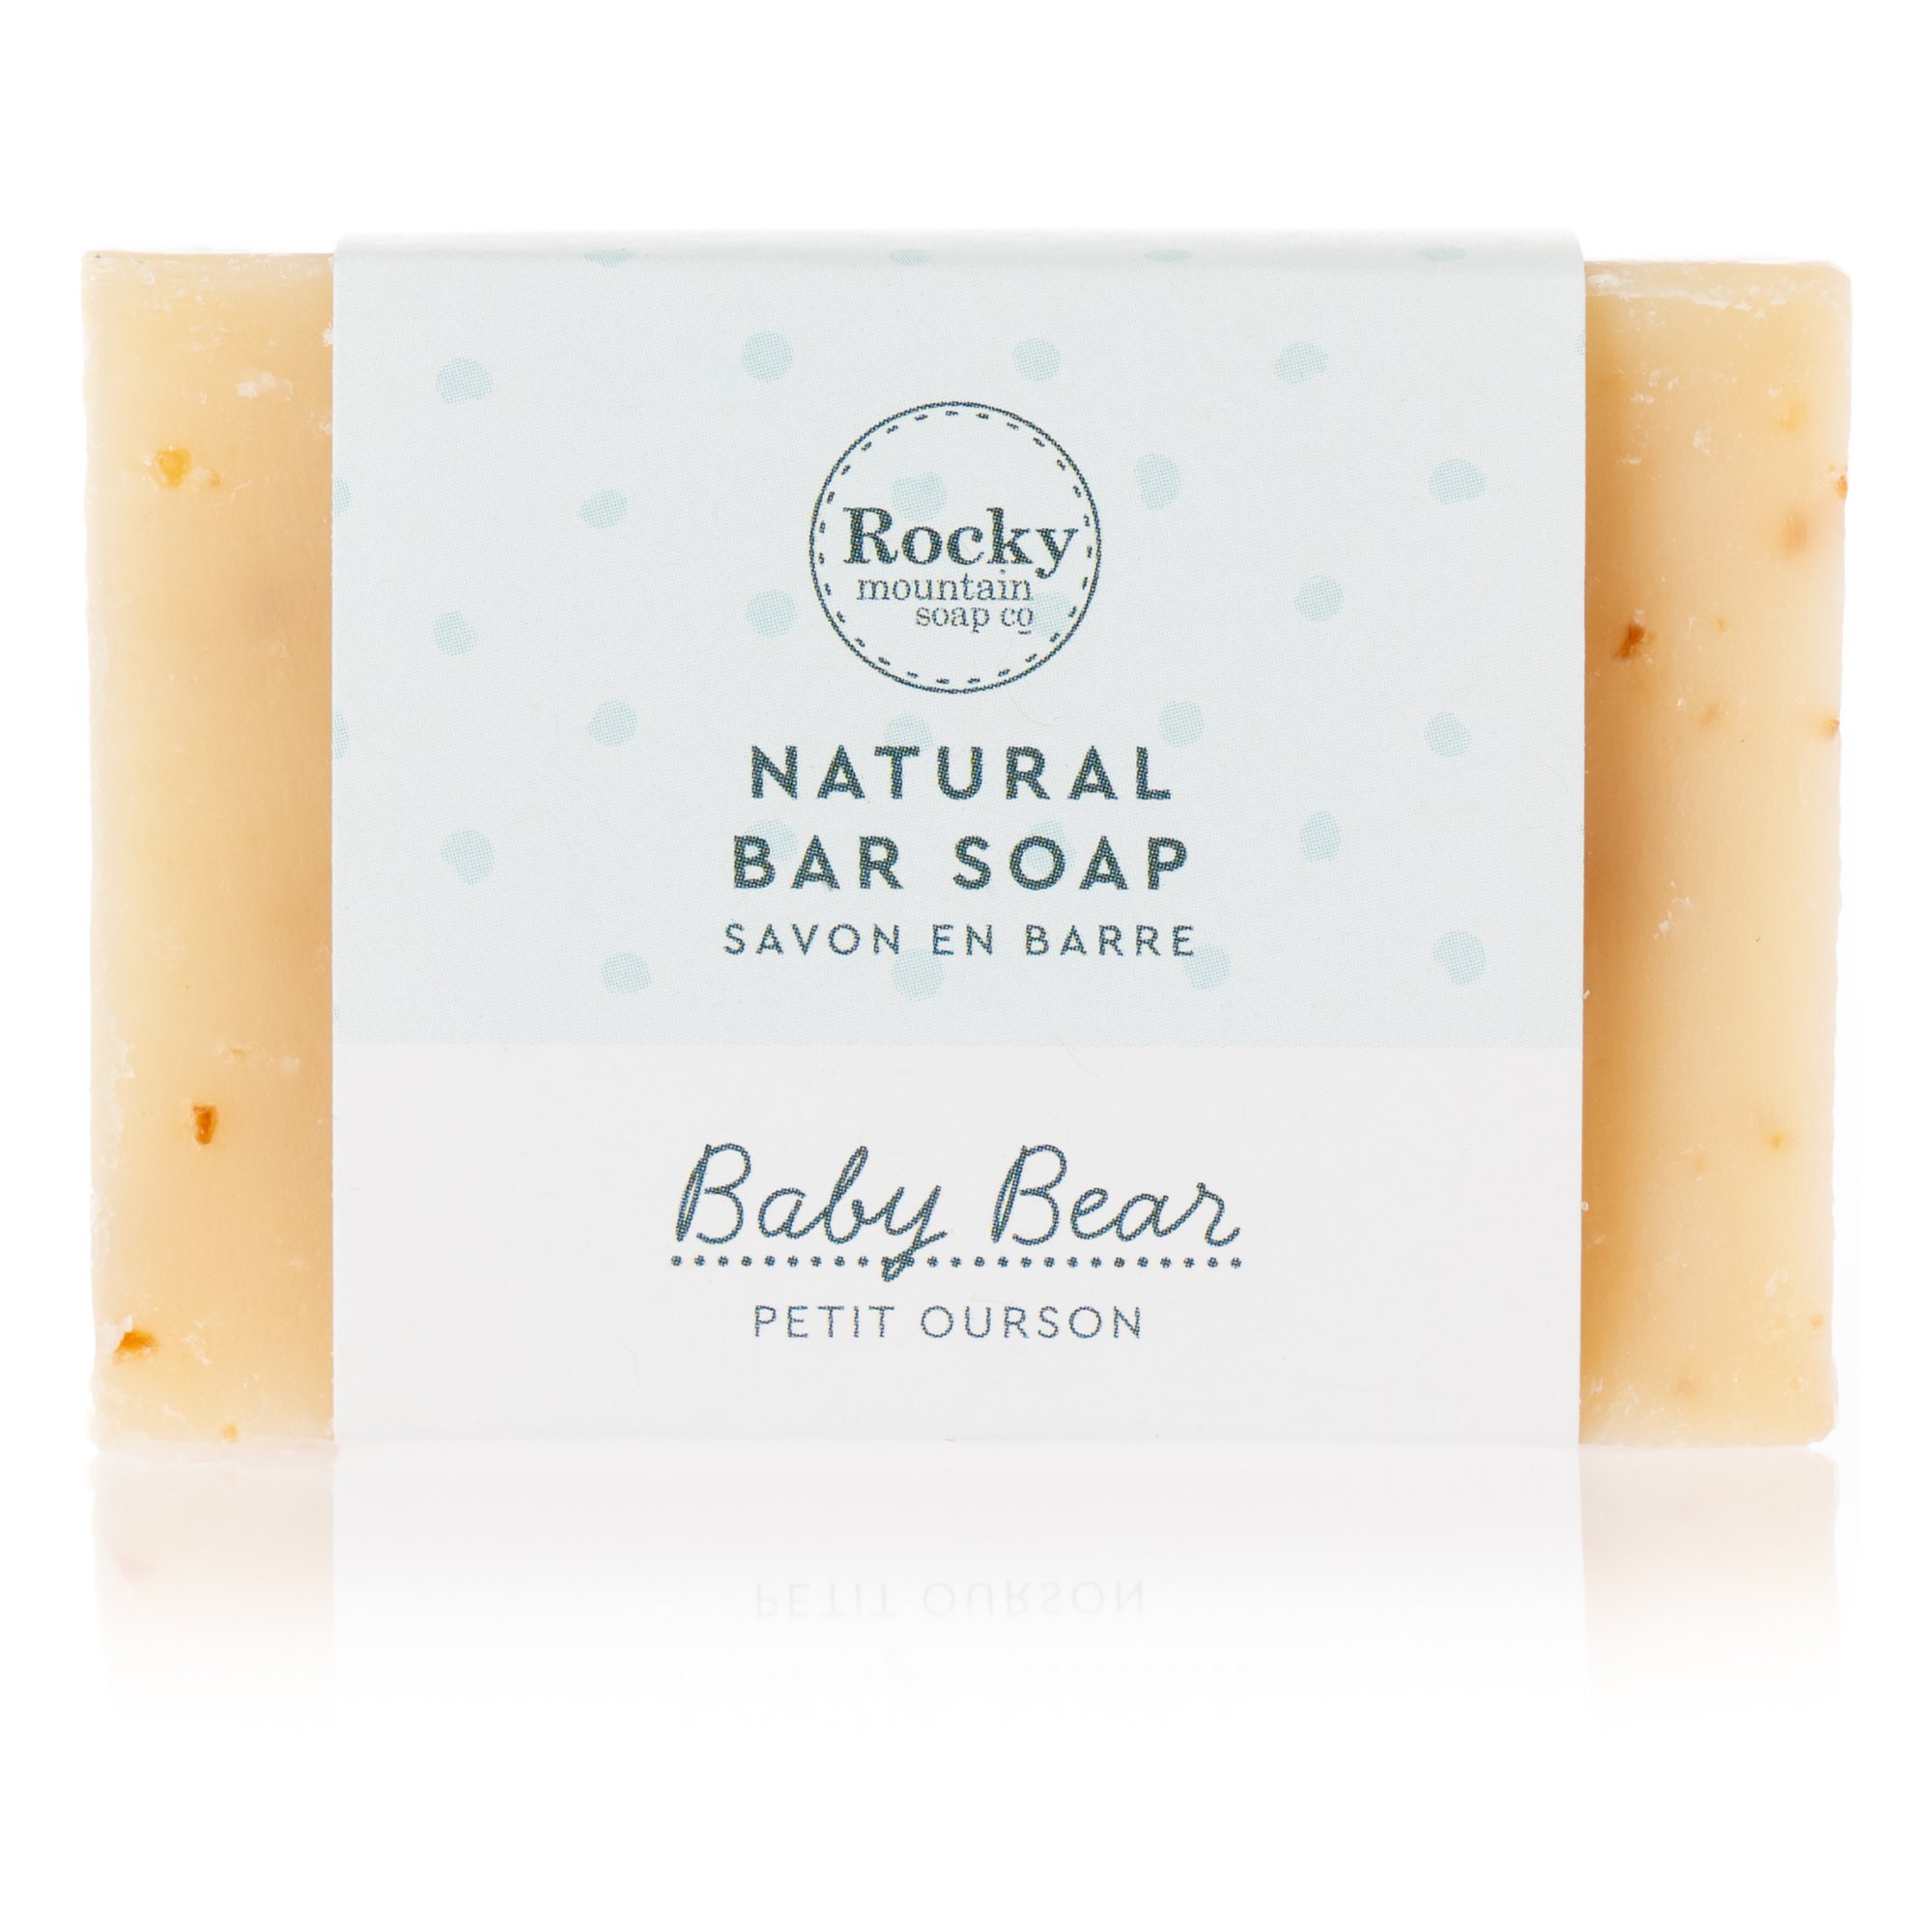 Rocky
mountain
soap co
NATURAL
BAR SOAP
SAVON EN BARRE
Baby Bear
PETIT OURSON